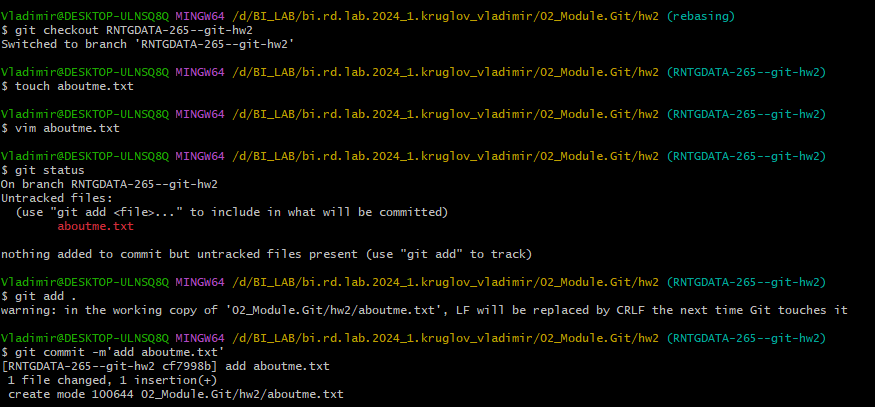 Vladimir@DESKTOP-ULNSQ8Q MINGW64 /d/BI_LAB/bi.rd.lab.2024_1.kruglov_vladimir/02_Module.Git/hw2 (rebasing)
$ git checkout RNTGDATA-265--git-hw2
Switched to branch 'RNTGDATA-265--git-hw2'
Vladimir@DESKTOP-ULNSQ8Q MINGW64 /d/BI_LAB/bi.rd.lab.2024_1.kruglov_vladimir/02_Module.Git/hw2 (RNTGDATA-265--git-hw2)
$ touch aboutme.txt
Vladimir@DESKTOP-ULNSQ8Q MINGW64 /d/BI_LAB/bi.rd.lab.2024_1.kruglov_vladimir/02_Module.Git/hw2 (RNTGDATA-265--git-hw2)
$ vim aboutme.txt
Vladimir@DESKTOP-ULNSQ8Q MINGW64 /d/BI_LAB/bi.rd.lab.2024_1.kruglov_vladimir/02_Module.Git/hw2 (RNTGDATA-265--git-hw2)
$ git status
On branch RNTGDATA-265--git-hw2
Untracked files:
  (use "git add <file>..." to include in what will be committed)
        aboutme.txt
nothing added to commit but untracked files present (use "git add" to track)
Vladimir@DESKTOP-ULNSQ8Q MINGW64 /d/BI_LAB/bi.rd.lab.2024_1.kruglov_vladimir/02_Module.Git/hw2 (RNTGDATA-265--git-hw2)
$ git add .
warning: in the working copy of '02_Module.Git/hw2/aboutme.txt', LF will be replaced by CRLF the next time Git touches it
Vladimir@DESKTOP-ULNSQ8Q MINGW64 /d/BI_LAB/bi.rd.lab.2024_1.kruglov_vladimir/02_Module.Git/hw2 (RNTGDATA-265--git-hw2)
$ git commit -m'add aboutme.txt'
[RNTGDATA-265--git-hw2 cf7998b] add aboutme.txt
 1 file changed, 1 insertion(+)
 create mode 100644 02_Module.Git/hw2/aboutme.txt